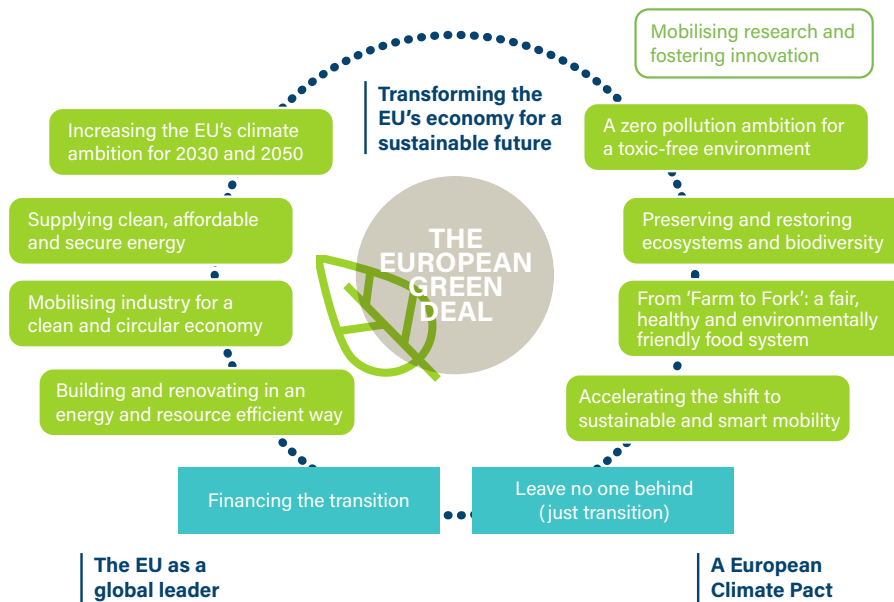 Mobilising research and
fostering innovation
Transforming the
EU's economy for a
sustainable future
Increasing the EU's climate
ambition for 2030 and 2050
A zero pollution ambition for
a toxic-free environment
Supplying clean, affordable
and secure energy
Preserving and restoring
ecosystems and biodiversity
THE
EUROPEAN
GREEN
DEAL
Mobilising industry for a
clean and circular economy
From ‘Farm to Fork’: a fair,
healthy and environmentally
friendly food system
Building and renovating in an
energy and resource efficient way
Accelerating the shift to
sustainable and smart mobility
Financing the transition
Leave no one behind
(just transition)
The EU as a
global leader
A European
Climate Pact